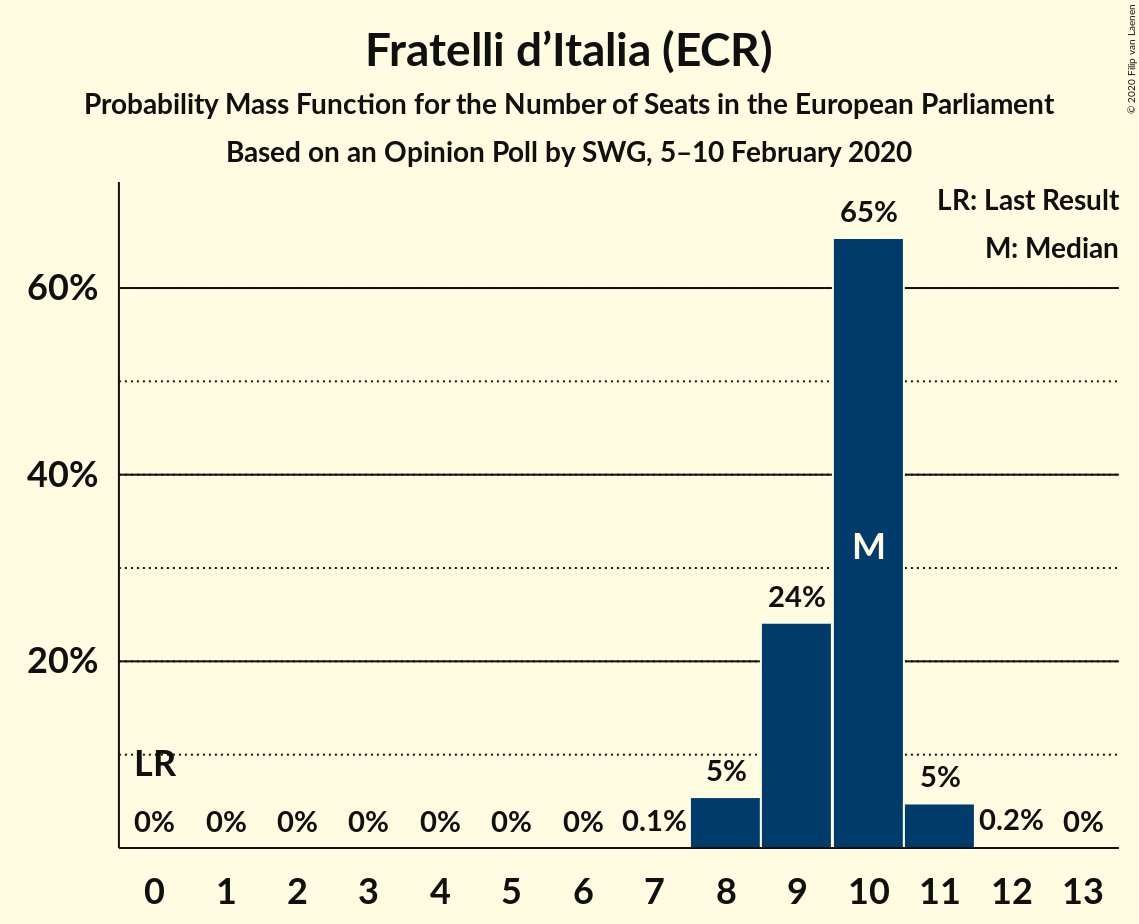 Fratelli d’Italia (ECR)
Probability Mass Function for the Number of Seats in the European Parliament
Based on an Opinion Poll by SWG, 5–10 February 2020
© 2020 Filip van Laenen
LR: Last Result
M: Median
65%
60%
40%
M
24%
20%
LR
5%
5%
0% 0% 0% 0% 0% 0% 0% 0.1% 0.2% 0%
0 1 2 3 4 5 6 7 8 9 10 11 12 13